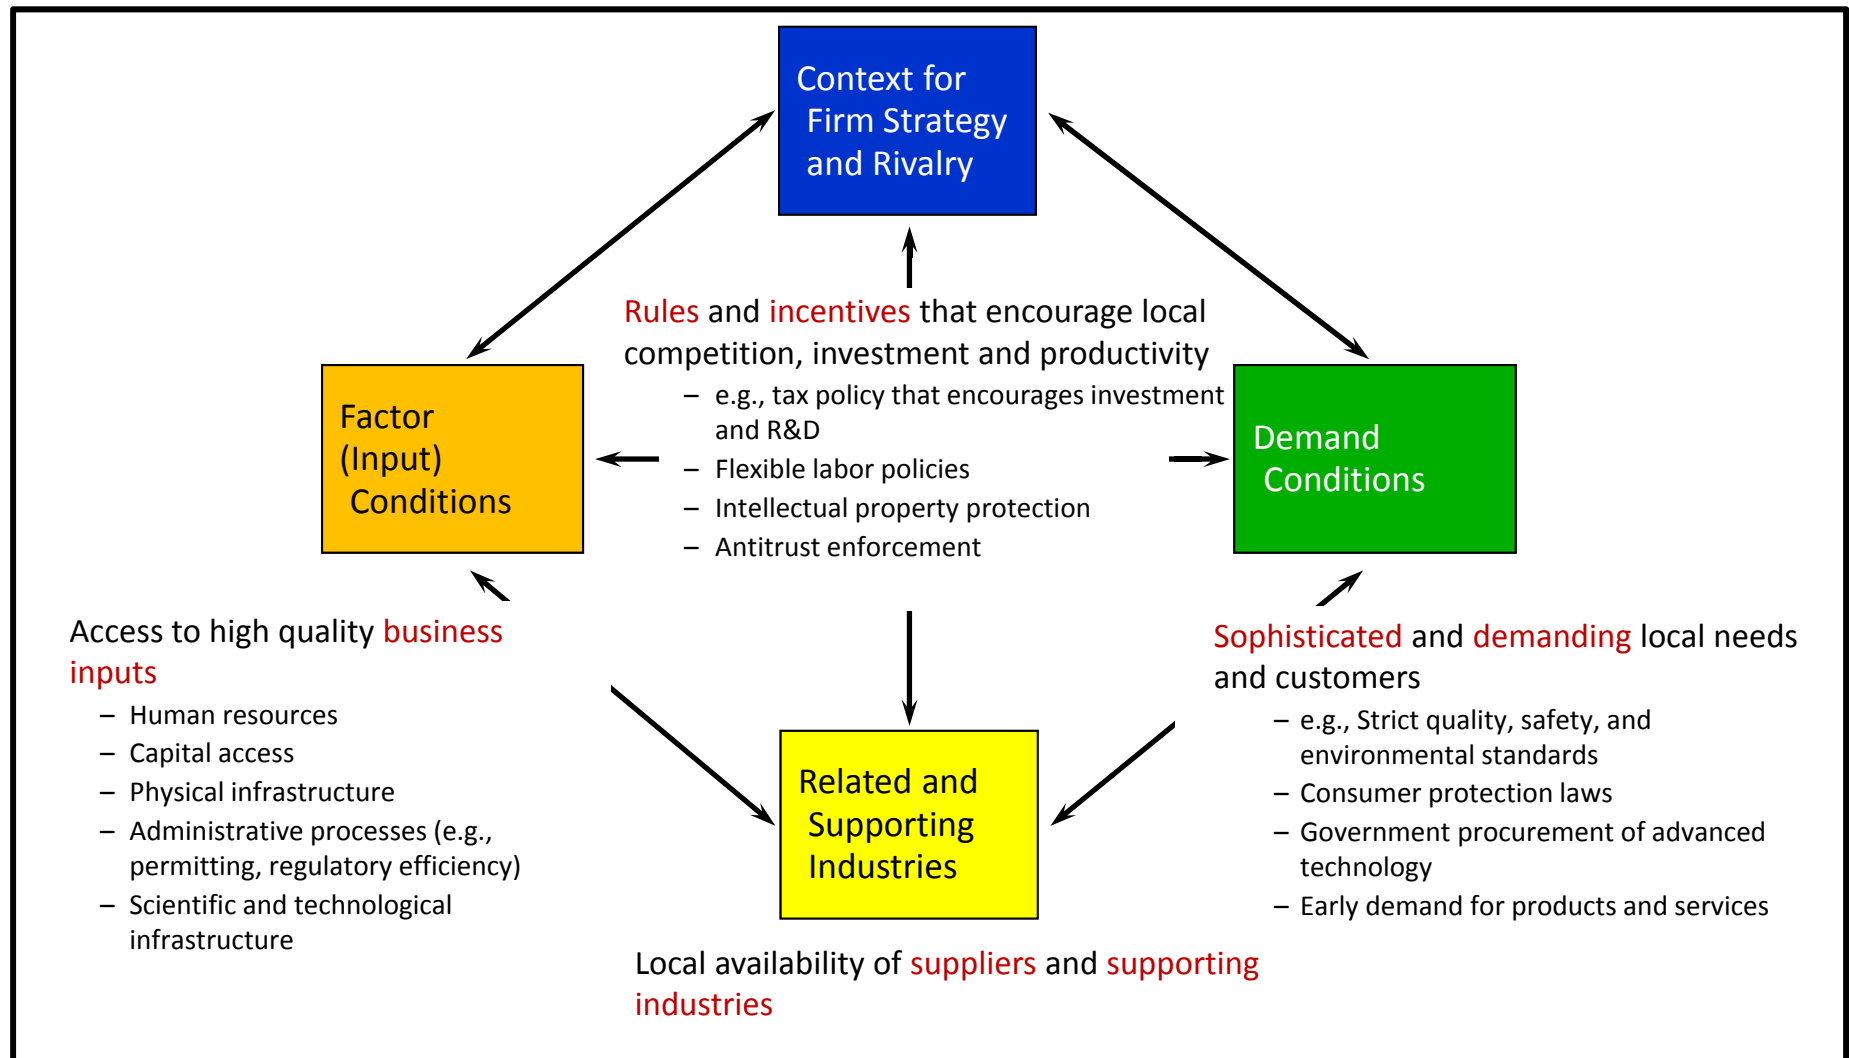 Context for
Firm Strategy
and Rivalry
Rules and incentives that encourage local
competition, investment and productivity
– e.g., tax policy that encourages investment
and R&D
– Flexible labor policies
– Intellectual property protection
– Antitrust enforcement
Factor
(Input)
Conditions
Demand
Conditions
Access to high quality business
inputs
– Human resources
– Capital access
– Physical infrastructure
– Administrative processes (e.g.,
permitting, regulatory efficiency)
– Scientific and technological
infrastructure
Sophisticated and demanding local needs
and customers
– e.g., Strict quality, safety, and
environmental standards
– Consumer protection laws
– Government procurement of advanced
technology
– Early demand for products and services
Related and
Supporting
Industries
Local availability of suppliers and supporting
industries